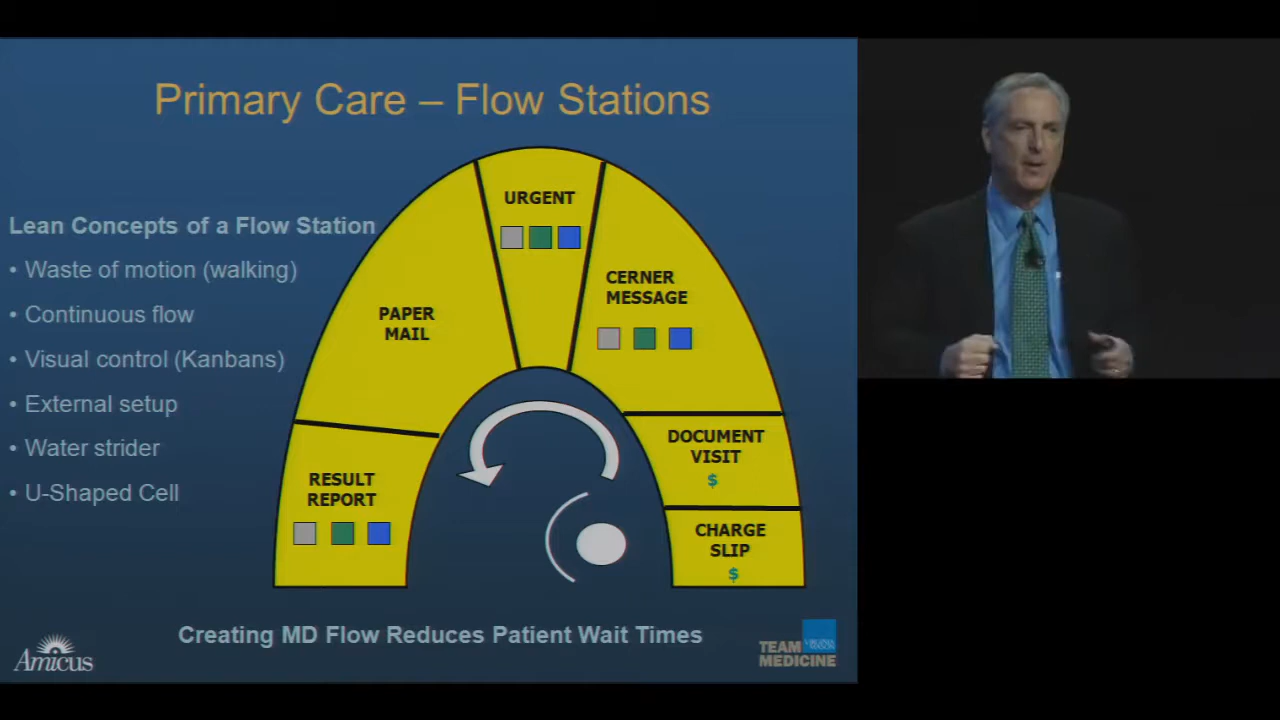 Primary Care – Flow Stations
Lean Concepts of a Flow Station
• Waste of motion (walking)
• Continuous flow
• Visual control (Kanbans)
• External setup
• Water strider
• U-Shaped Cell
URGENT
CERNER
MESSAGE
PAPER
MAIL
DOCUMENT
VISIT
$
RESULT
REPORT
CHARGE
SLIP
$
Creating MD Flow Reduces Patient Wait Times
Amicus
TEAM
MEDICINE